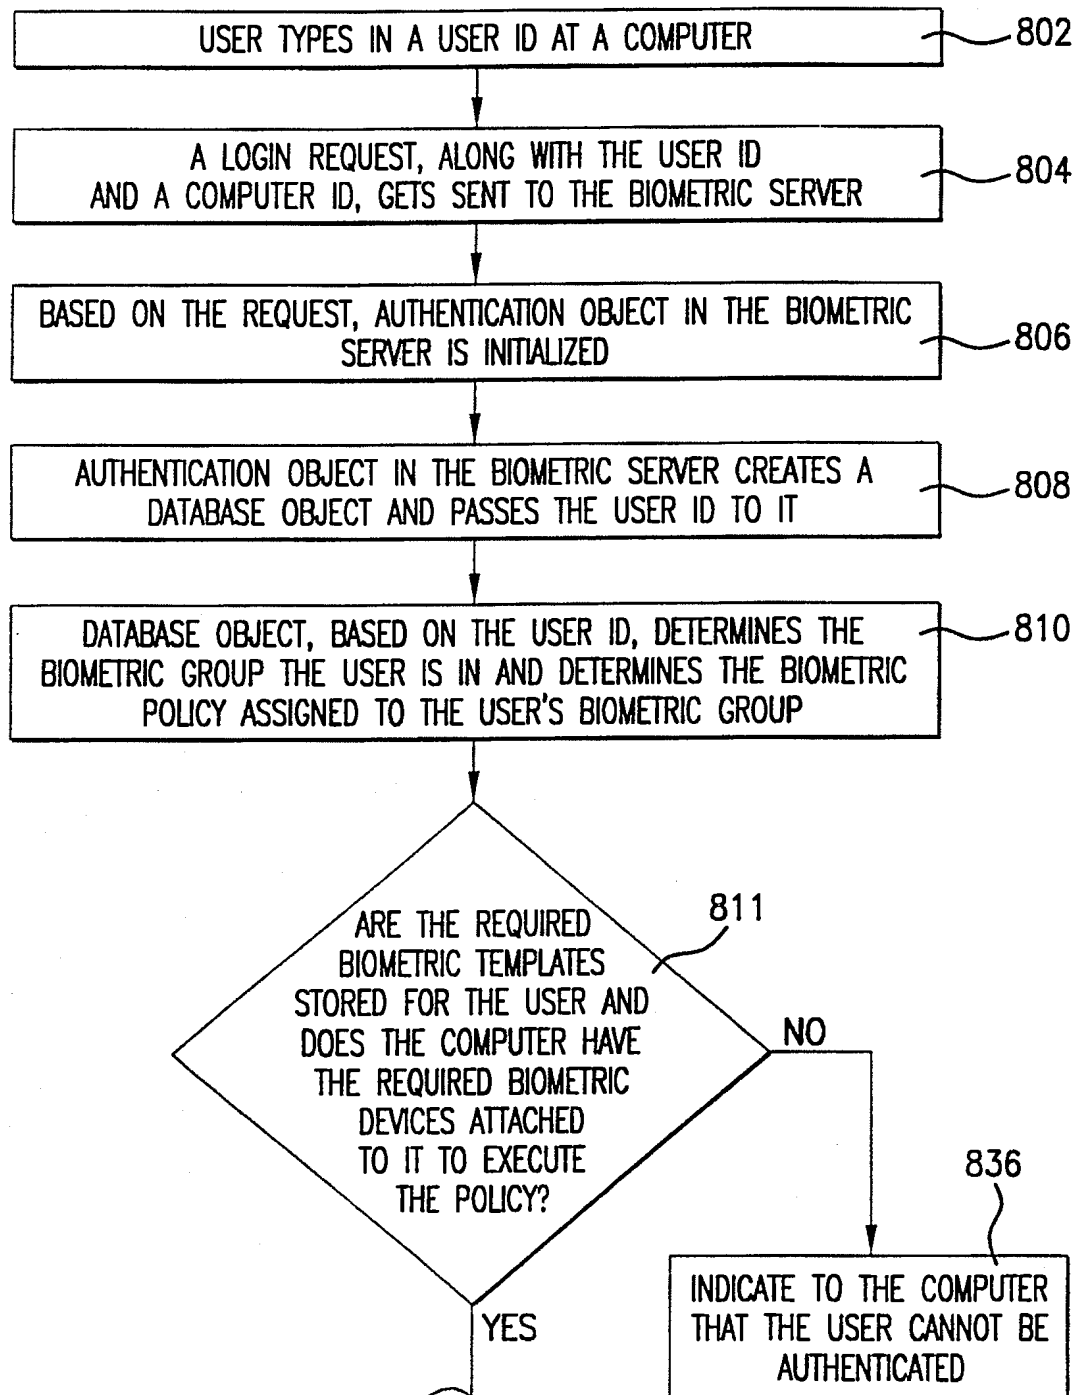 USER TYPES IN A USER ID AT A COMPUTER
802
A LOGIN REQUEST, ALONG WITH THE USER ID
AND A COMPUTER ID, GETS SENT TO THE BIOMETRIC SERVER
804
BASED ON THE REQUEST, AUTHENTICATION OBJECT IN THE BIOMETRIC
SERVER IS INITIALIZED
806
AUTHENTICATION OBJECT IN THE BIOMETRIC SERVER CREATES A
DATABASE OBJECT AND PASSES THE USER ID TO IT
808
DATABASE OBJECT, BASED ON THE USER ID, DETERMINES THE
BIOMETRIC GROUP THE USER IS IN AND DETERMINES THE BIOMETRIC
POLICY ASSIGNED TO THE USER'S BIOMETRIC GROUP
810
ARE THE REQUIRED
BIOMETRIC TEMPLATES
STORED FOR THE USER AND
DOES THE COMPUTER HAVE
THE REQUIRED BIOMETRIC
DEVICES ATTACHED
TO IT TO EXECUTE
THE POLICY?
811
NO
836
INDICATE TO THE COMPUTER
THAT THE USER CANNOT BE
AUTHENTICATED
YES